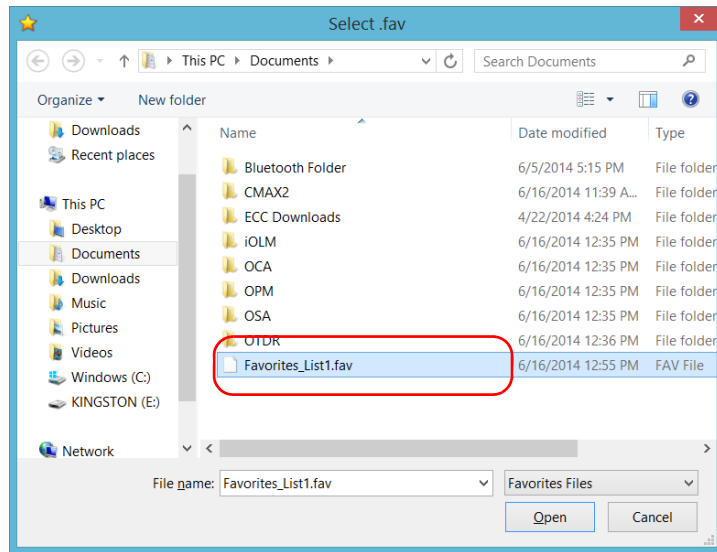 Select .fav
This PC Documents Search Documents
Organize New folder
Name Date modified Type
Downloads
Recent places
This PC
Desktop
Documents
Downloads
Music
Pictures
Videos
Windows (C:)
KINGSTON (E:)
Network
Bluetooth Folder 6/5/2014 5:15 PM File folder
CMAX2 6/16/2014 11:39 A... File folder
ECC Downloads 4/22/2014 4:24 PM File folder
iOLM 6/16/2014 12:35 PM File folder
OCA 6/16/2014 12:35 PM File folder
OPM 6/16/2014 12:35 PM File folder
OSA 6/16/2014 12:35 PM File folder
OTDR 6/16/2014 12:36 PM File folder
Favorites_List1.fav 6/16/2014 12:55 PM FAV File
File name: Favorites_List1.fav Favorites Files
Open Cancel